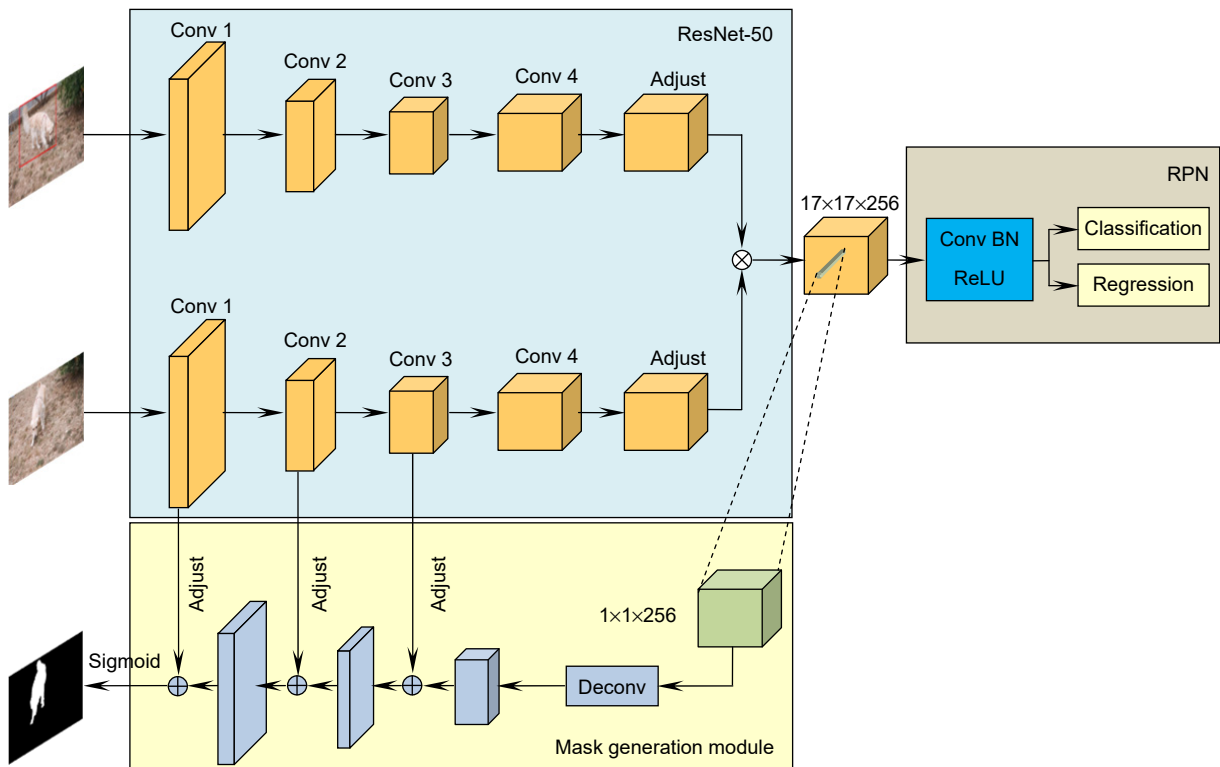 ResNet-50
Conv 1
Conv 2
Conv 3
Conv 4
Adjust
17×17×256
RPN
Conv BN
ReLU
Classification
Regression
Conv 1
Conv 2
Conv 3
Conv 4
Adjust
Adjust
Adjust
Adjust
1×1×256
Sigmoid
Deconv
Mask generation module